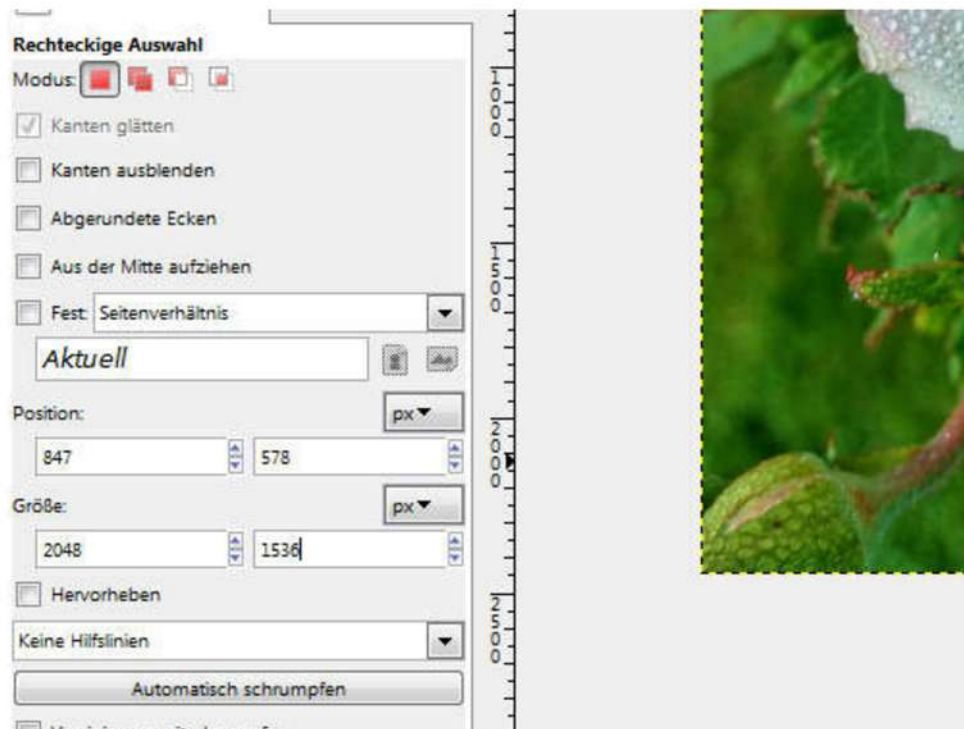 Rechteckige Auswahl
Modus:
Kanten glätten
Kanten ausblenden
Abgerundete Ecken
Aus der Mitte aufziehen
Fest: Seitenverhältnis
Aktuell
Position:
px
847 578
Größe:
px
2048 1536
Hervorheben
Keine Hilfslinien
Automatisch schrumpfen
1000
1500
2000
2500